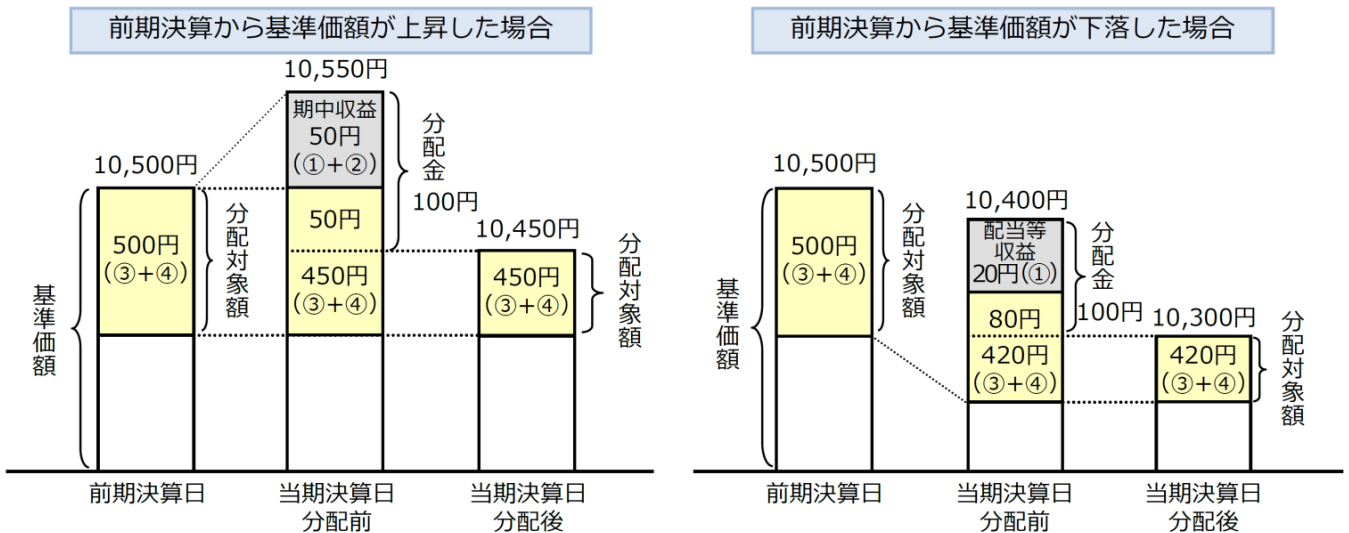 前期決算から基準価額が上昇した場合
10,550円
期中収益
50円
(①+②)
分配金
100円
10,500円
500円
(③+④)
分配対象額
50円
450円
(③+④)
10,450円
450円
(③+④)
分配対象額
基準価額
前期決算日
当期決算日
分配前
当期決算日
分配後
前期決算から基準価額が下落した場合
10,500円
500円
(③+④)
分配対象額
10,400円
配当等
収益
20円(①)
分配金
100円
80円
420円
(③+④)
10,300円
420円
(③+④)
分配対象額
基準価額
前期決算日
当期決算日
分配前
当期決算日
分配後